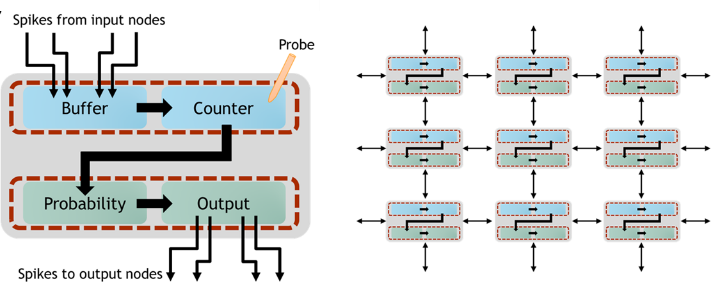 Spikes from input nodes
Probe
Buffer
Counter
Probability
Output
Spikes to output nodes